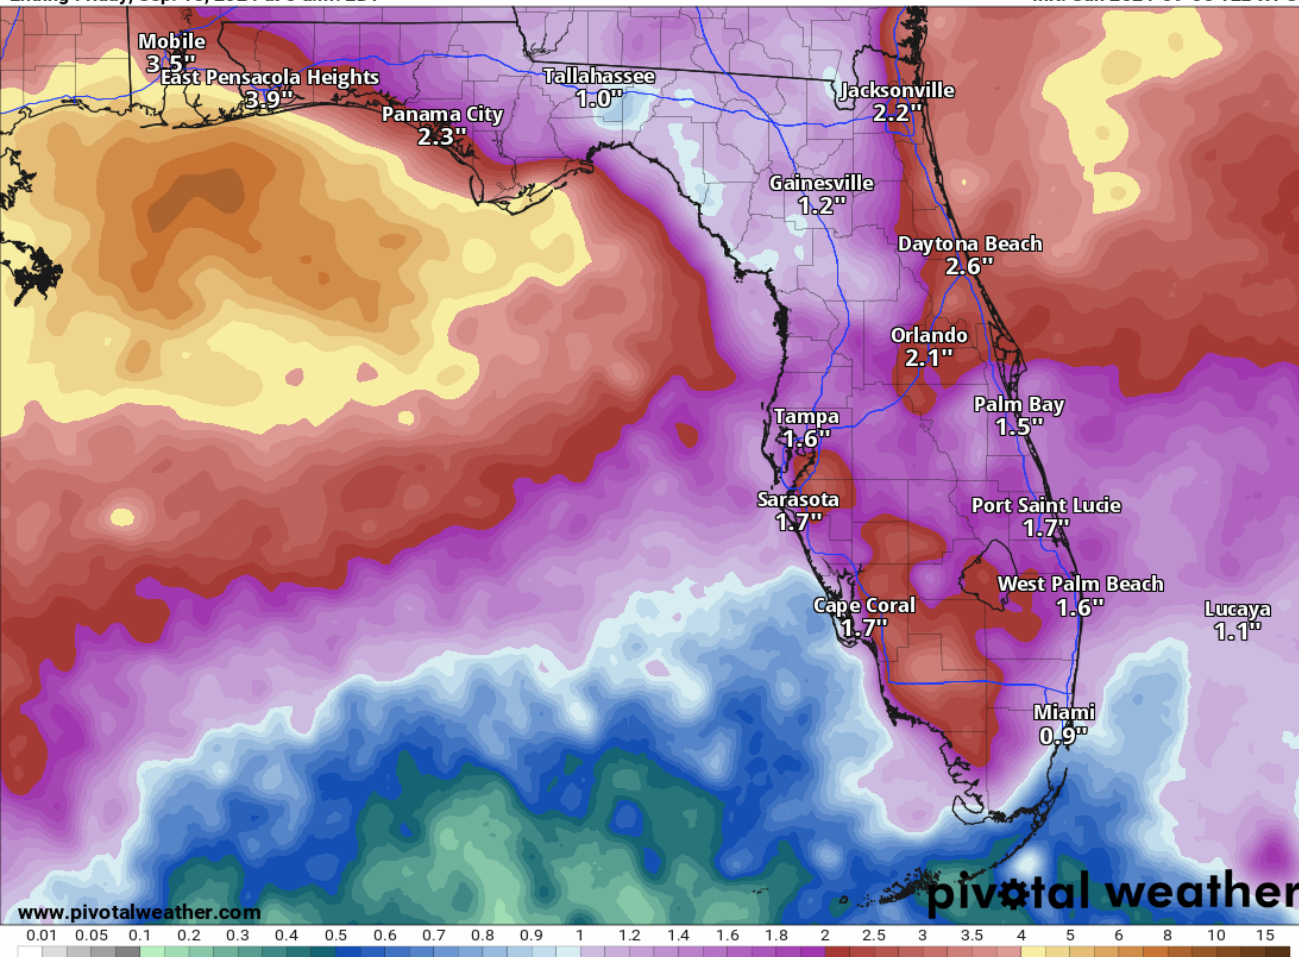 Mobile
3.5"
East Pensacola Heights
3.9"
Panama City
2.3"
Tallahassee
1.0"
Jacksonville
2.2"
Gainesville
1.2"
Daytona Beach
2.6"
Orlando
2.1"
Tampa
1.6"
Palm Bay
1.5"
Sarasota
1.7"
Port Saint Lucie
1.7"
Cape Coral
1.7"
West Palm Beach
1.6"
Lucaya
1.1"
Miami
0.9"
pivotal weather
www.pivotalweather.com
0.01 0.05 0.1 0.2 0.3 0.4 0.5 0.6 0.7 0.8 0.9 1 1.2 1.4 1.6 1.8 2 2.5 3 3.5 4 5 6 8 10 15